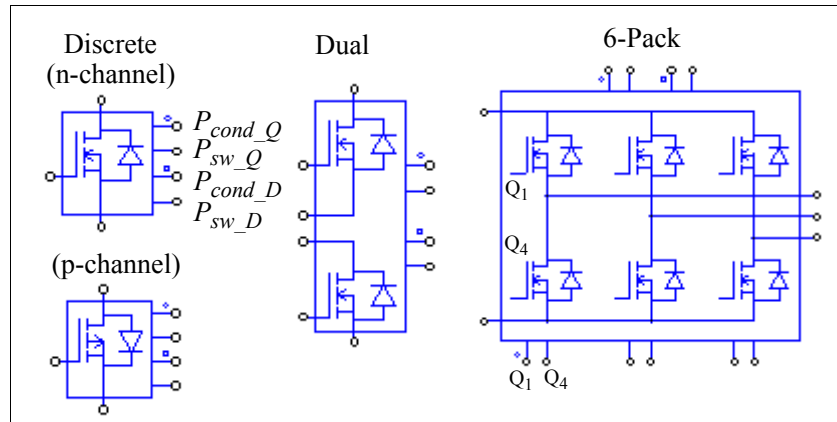 Discrete
(n-channel)
P_cond_Q
P_sw_Q
P_cond_D
P_sw_D
(p-channel)
Dual
6-Pack
Q₁
Q₄
Q₁ Q₄